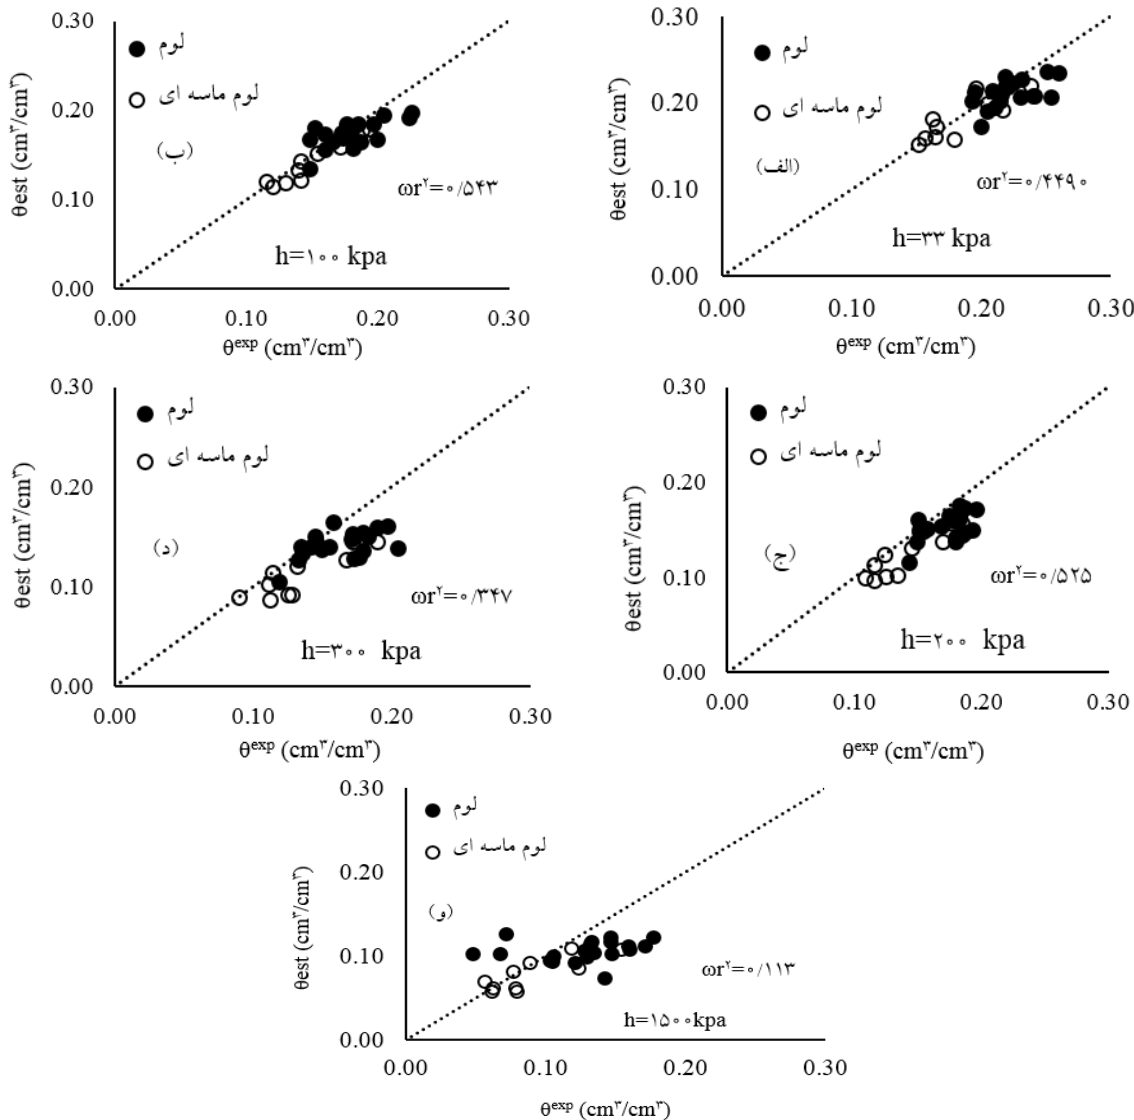 0.30
0.20
0.10
0.00
0.00
0.10
0.20
0.30
θest (cm³/cm³)
θᵉˣᵖ (cm۳/cm۳)
لوم
لوم ماسه ای
(الف)
ωr۲=۰/۴۴۹۰
h=۳۳ kpa
0.30
0.20
0.10
0.00
0.00
0.10
0.20
0.30
θest (cm۳/cm۳)
θᵉˣᵖ (cm۳/cm۳)
لوم
لوم ماسه ای
(ب)
ωr۲=۰/۵۴۳
h=۱۰۰ kpa
0.30
0.20
0.10
0.00
0.00
0.10
0.20
0.30
θest (cm۳/cm۳)
θᵉˣᵖ (cm۳/cm۳)
لوم
لوم ماسه ای
(ج)
ωr۲=۰/۵۲۵
h=۲۰۰ kpa
0.30
0.20
0.10
0.00
0.00
0.10
0.20
0.30
θest (cm۳/cm۳)
θᵉˣᵖ (cm۳/cm۳)
لوم
لوم ماسه ای
(د)
ωr۲=۰/۳۴۷
h=۳۰۰ kpa
0.30
0.20
0.10
0.00
0.00
0.10
0.20
0.30
θest (cm۳/cm۳)
θᵉˣᵖ (cm۳/cm۳)
لوم
لوم ماسه ای
(و)
ωr۲=۰/۱۱۳
h=۱۵۰۰kpa